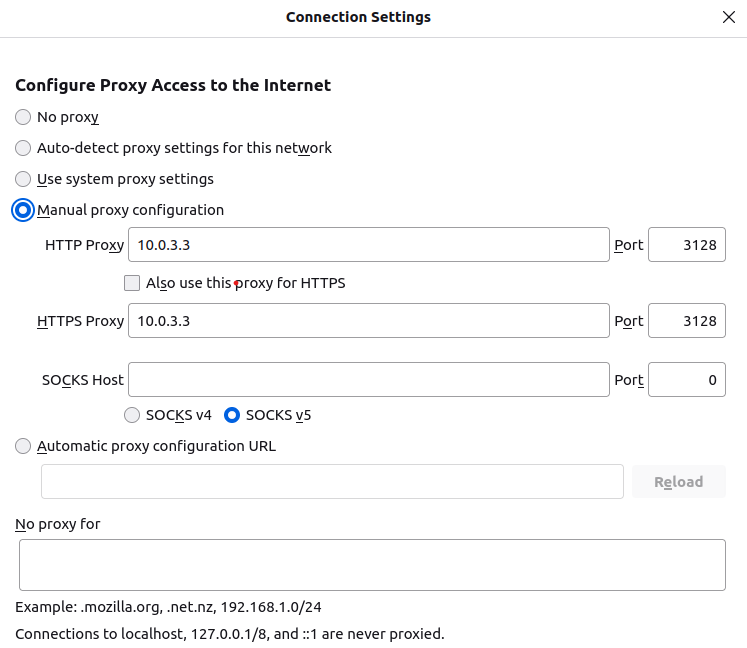 Connection Settings
Configure Proxy Access to the Internet
No proxy
Auto-detect proxy settings for this network
Use system proxy settings
Manual proxy configuration
HTTP Proxy 10.0.3.3 Port 3128
Also use this proxy for HTTPS
HTTPS Proxy 10.0.3.3 Port 3128
SOCKS Host Port 0
SOCKS v4 SOCKS v5
Automatic proxy configuration URL
Reload
No proxy for
Example: .mozilla.org, .net.nz, 192.168.1.0/24
Connections to localhost, 127.0.0.1/8, and ::1 are never proxied.